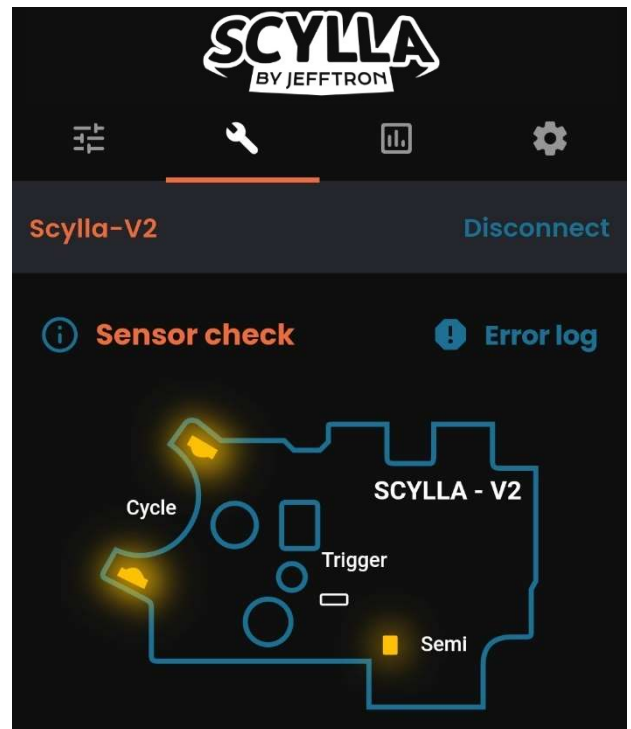 SCYLLA
BY JEFFTRON
Scylla-V2 Disconnect
Sensor check Error log
SCYLLA - V2
Cycle
Trigger
Semi